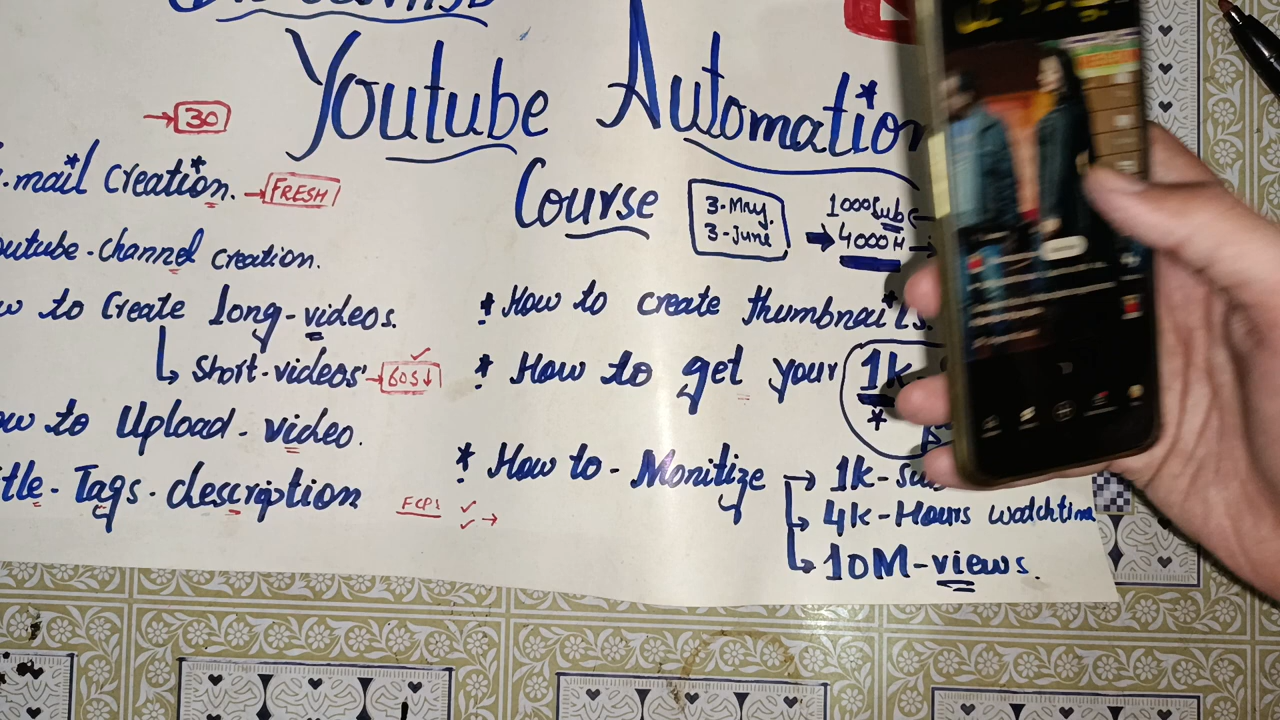 Youtube Automation
Course
3-May.
3-June
1000 Sub
4000 H
30
mail Creation.
FRESH
outube-channel creation.
to Create long-videos.
Short-videos
60S
to Upload-video.
tle-Tags-description
* How to create thumbnails.
* How to get your 1k
* How to-Monitize
1k-Su
4k-Hours watchtime
10M-views.